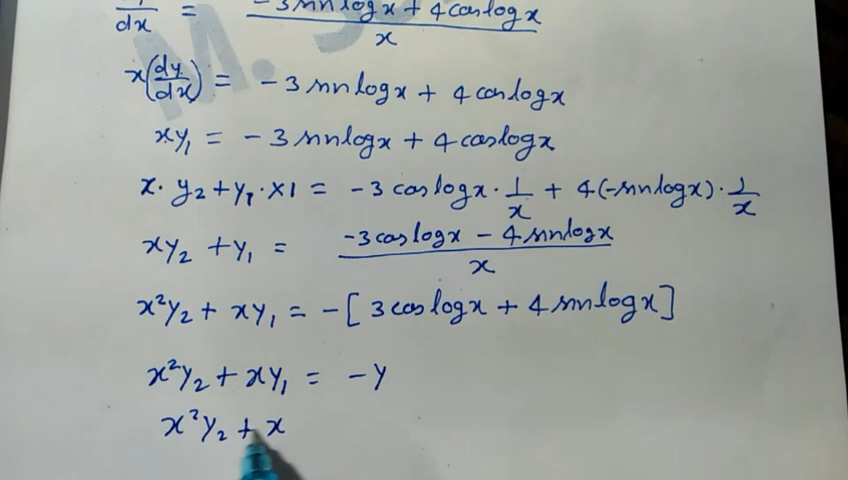 dx = -3 sin log x + 4 cos log x / x
x(dy/dx) = -3 sin log x + 4 cos log x
xy₁ = -3 sin log x + 4 cos log x
x · y₂ + y₁ · x1 = -3 cos log x · 1/x + 4(-sin log x) · 1/x
xy₂ + y₁ = -3 cos log x - 4 sin log x / x
x²y₂ + xy₁ = -[3 cos log x + 4 sin log x]
x²y₂ + xy₁ = -y
x²y₂ + x